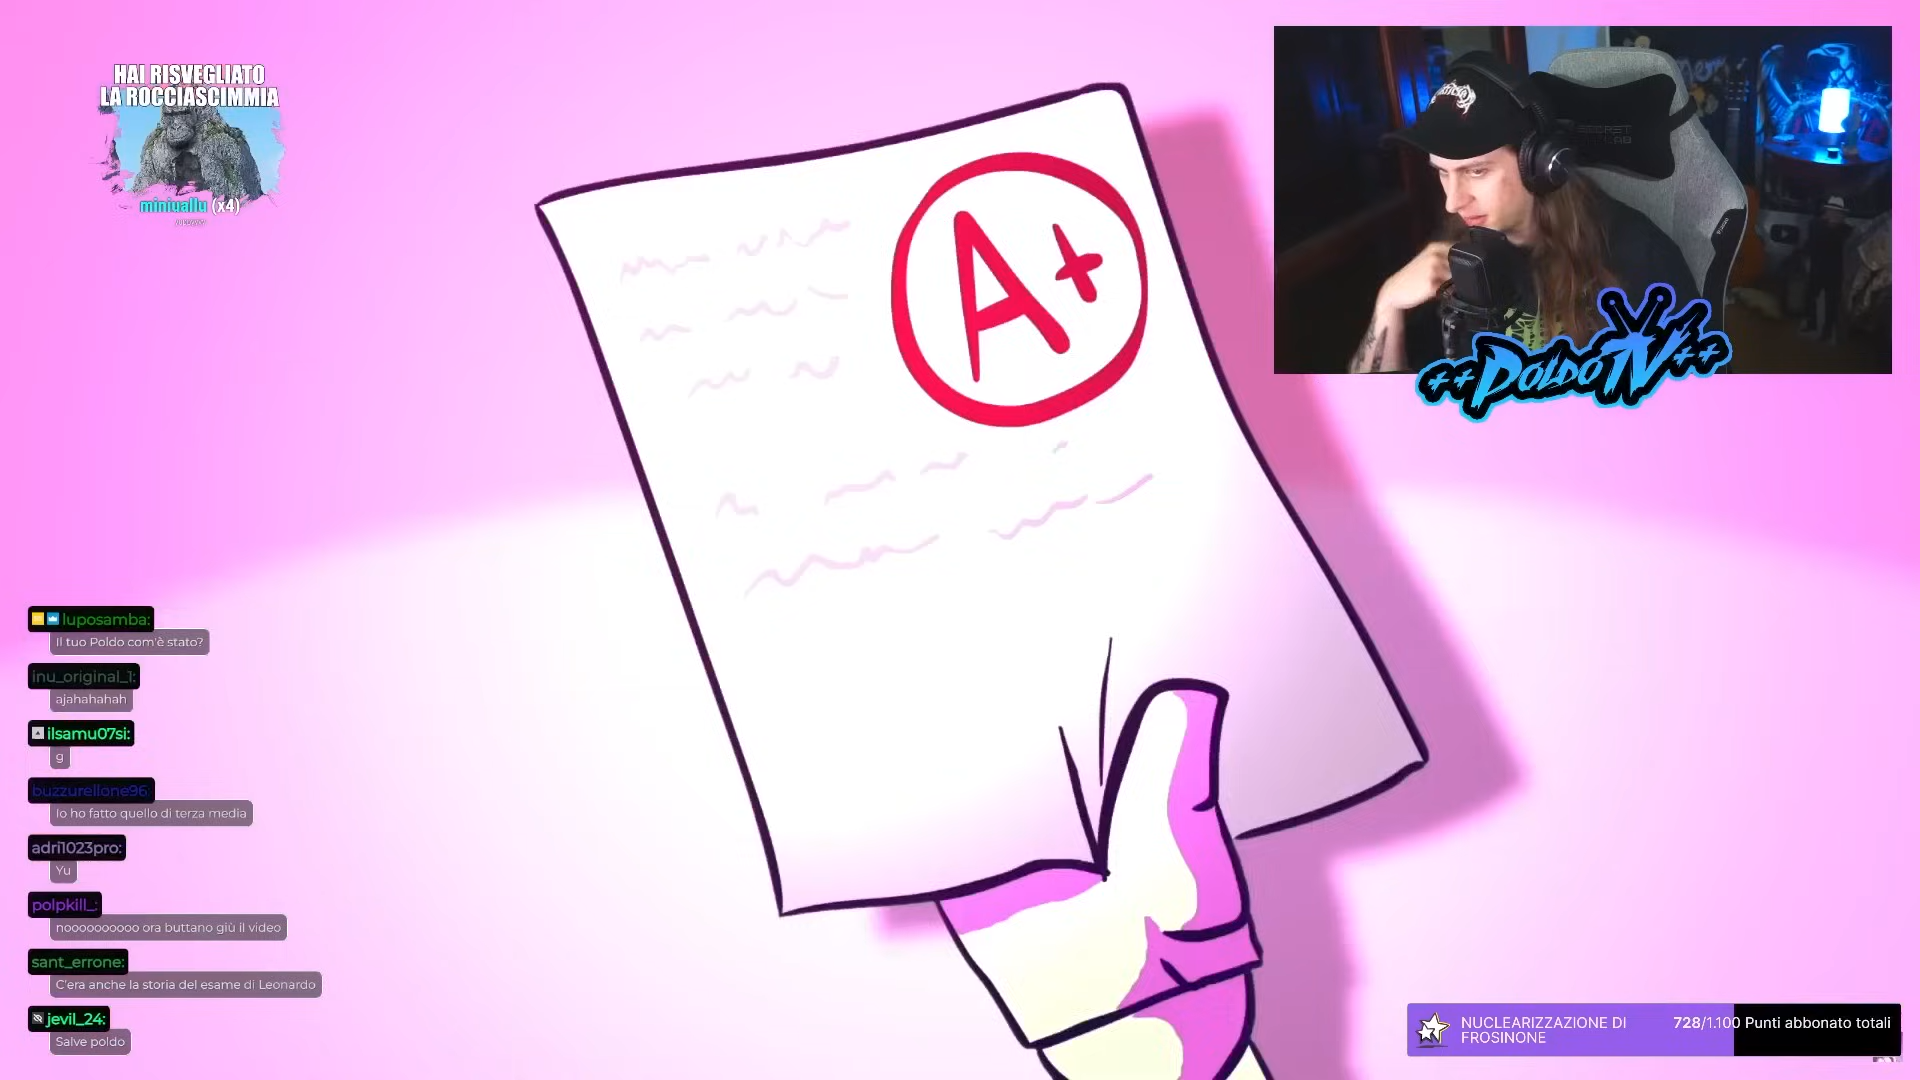 HAI RISVEGLIATO
LA ROCCIASCIMMIA
miniuallu (x4)
A+
++POLDOTV++
luposamba:
Il tuo Poldo com'è stato?
inu_original_1:
ajahahahah
ilsamu07si:
g
buzzurellone96:
Io ho fatto quello di terza media
adri1023pro:
Yu
polpkill_:
noooooooooo ora buttano giù il video
sant_errone:
C'era anche la storia del esame di Leonardo
jevil_24:
Salve poldo
NUCLEARIZZAZIONE DI
FROSINONE
728/1.100 Punti abbonato totali